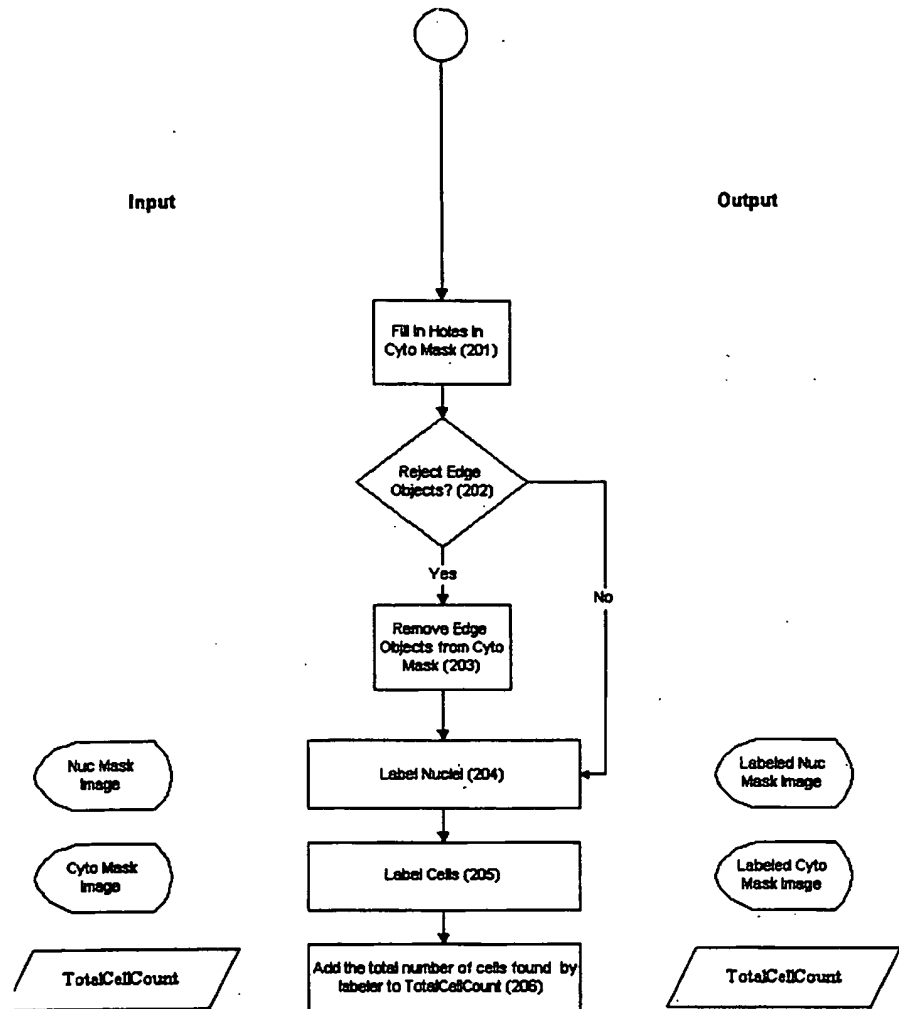 Input
Output
Fill In Holes In
Cyto Mask (201)
Reject Edge
Objects? (202)
Yes
No
Remove Edge
Objects from Cyto
Mask (203)
Nuc Mask
Image
Label Nuclei (204)
Labeled Nuc
Mask Image
Cyto Mask
Image
Label Cells (205)
Labeled Cyto
Mask Image
TotalCellCount
Add the total number of cells found by
labeler to TotalCellCount (206)
TotalCellCount